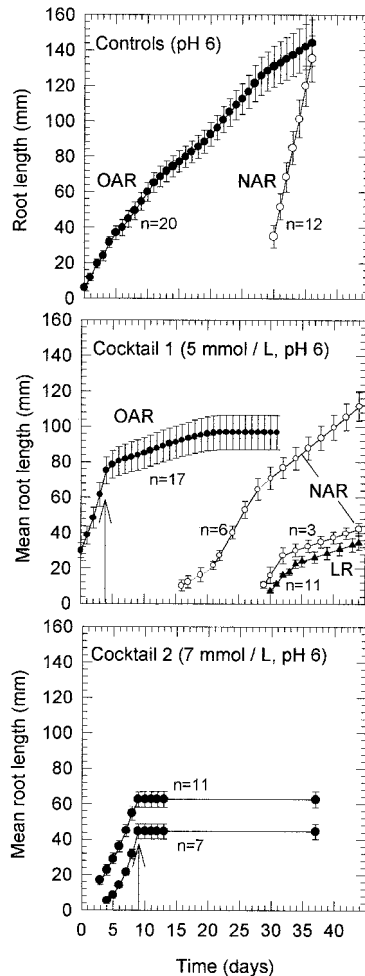 160
Controls (pH 6)
140
120
100
80
60
40
20
0
Root length (mm)
OAR
n=20
NAR
n=12
160
Cocktail 1 (5 mmol / L, pH 6)
140
120
100
80
60
40
20
0
Mean root length (mm)
OAR
n=17
n=6
NAR
n=3
LR
n=11
160
Cocktail 2 (7 mmol / L, pH 6)
140
120
100
80
60
40
20
0
Mean root length (mm)
n=11
n=7
0 5 10 15 20 25 30 35 40
Time (days)